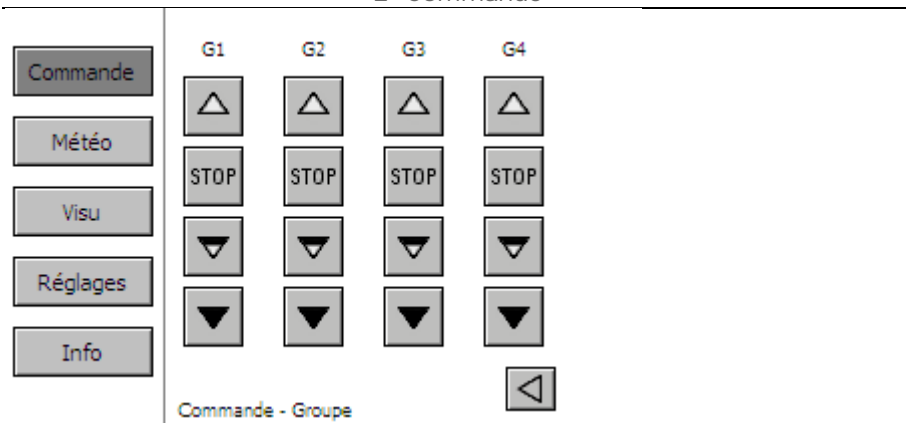 G1 G2 G3 G4
Commande
Météo
STOP STOP STOP STOP
Visu
Réglages
Info
Commande - Groupe